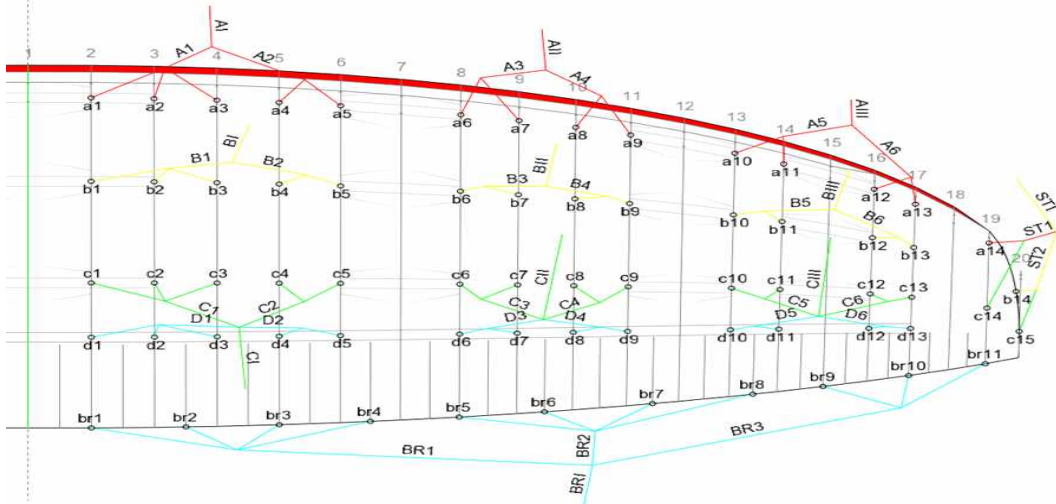 AI
AII
AIII
1 2 3 4 5 6 7 8 9 10 11 12 13 14 15 16 17 18 19 20
A1 A2 A3 A4 A5 A6
a1 a2 a3 a4 a5 a6 a7 a8 a9 a10 a11 a12 a13 a14
BI BII BIII
B1 B2 B3 B4 B5 B6
b1 b2 b3 b4 b5 b6 b7 b8 b9 b10 b11 b12 b13 b14
ST1
ST2
c1 c2 c3 c4 c5 c6 c7 c8 c9 c10 c11 c12 c13 c14 c15
CII CIII
C1 C2 C3 C4 C5 C6
D1 D2 D3 D4 D5 D6
d1 d2 d3 d4 d5 d6 d7 d8 d9 d10 d11 d12 d13
CI
br1 br2 br3 br4 br5 br6 br7 br8 br9 br10 br11
BR1 BR2 BR3
BRI